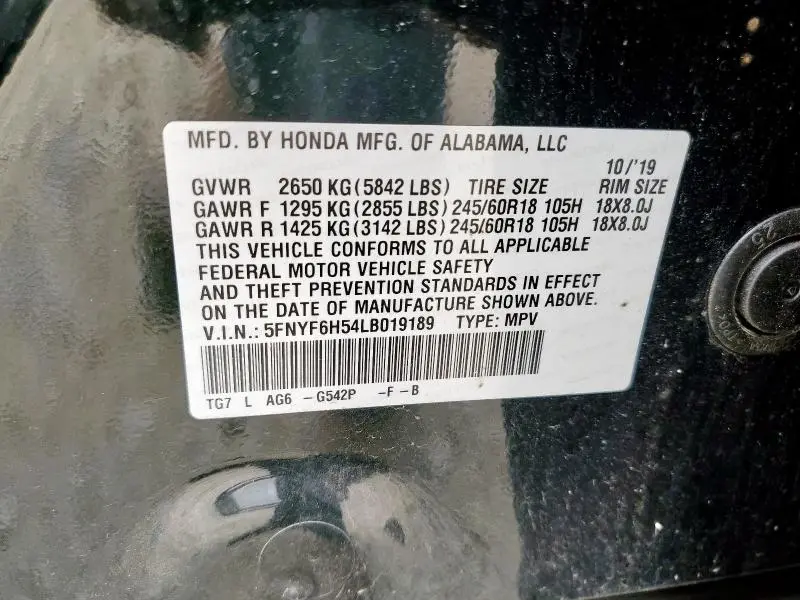 MFD. BY HONDA MFG. OF ALABAMA, LLC
10/'19
GVWR 2650 KG (5842 LBS) TIRE SIZE RIM SIZE
GAWR F 1295 KG (2855 LBS) 245/60R18 105H 18X8.0J
GAWR R 1425 KG (3142 LBS) 245/60R18 105H 18X8.0J
THIS VEHICLE CONFORMS TO ALL APPLICABLE
FEDERAL MOTOR VEHICLE SAFETY
AND THEFT PREVENTION STANDARDS IN EFFECT
ON THE DATE OF MANUFACTURE SHOWN ABOVE.
V.I.N.: 5FNYF6H54LB019189 TYPE: MPV
TG7 L AG6 -G542P -F-B
25